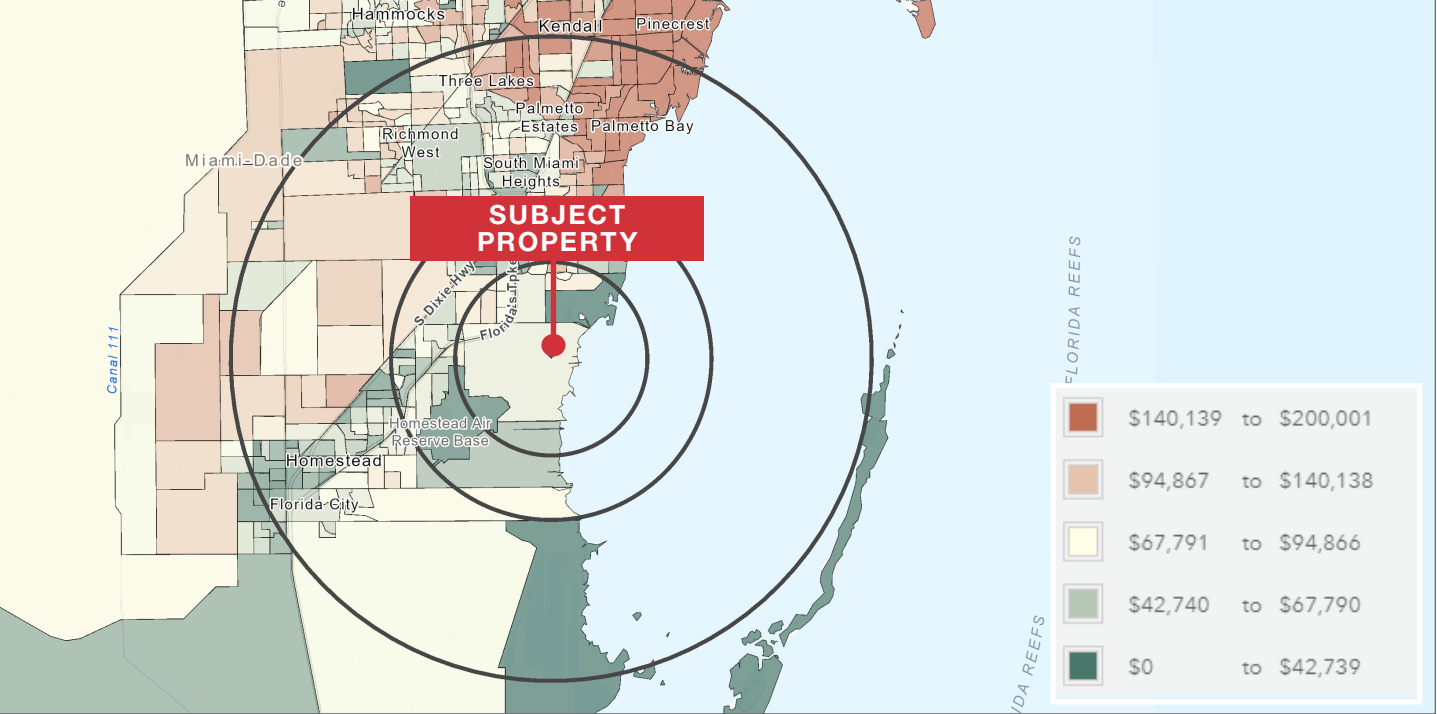 Hammocks
Kendall
Pinecrest
Three Lakes
Palmetto
Estates
Palmetto Bay
Richmond
West
Miami-Dade
South Miami
Heights
SUBJECT
PROPERTY
S Dixie Hwy
Florida's Tpke
Canal 111
FLORIDA REEFS
Homestead Air
Reserve Base
Homestead
Florida City
IDA REEFS
$140,139 to $200,001
$94,867 to $140,138
$67,791 to $94,866
$42,740 to $67,790
$0 to $42,739